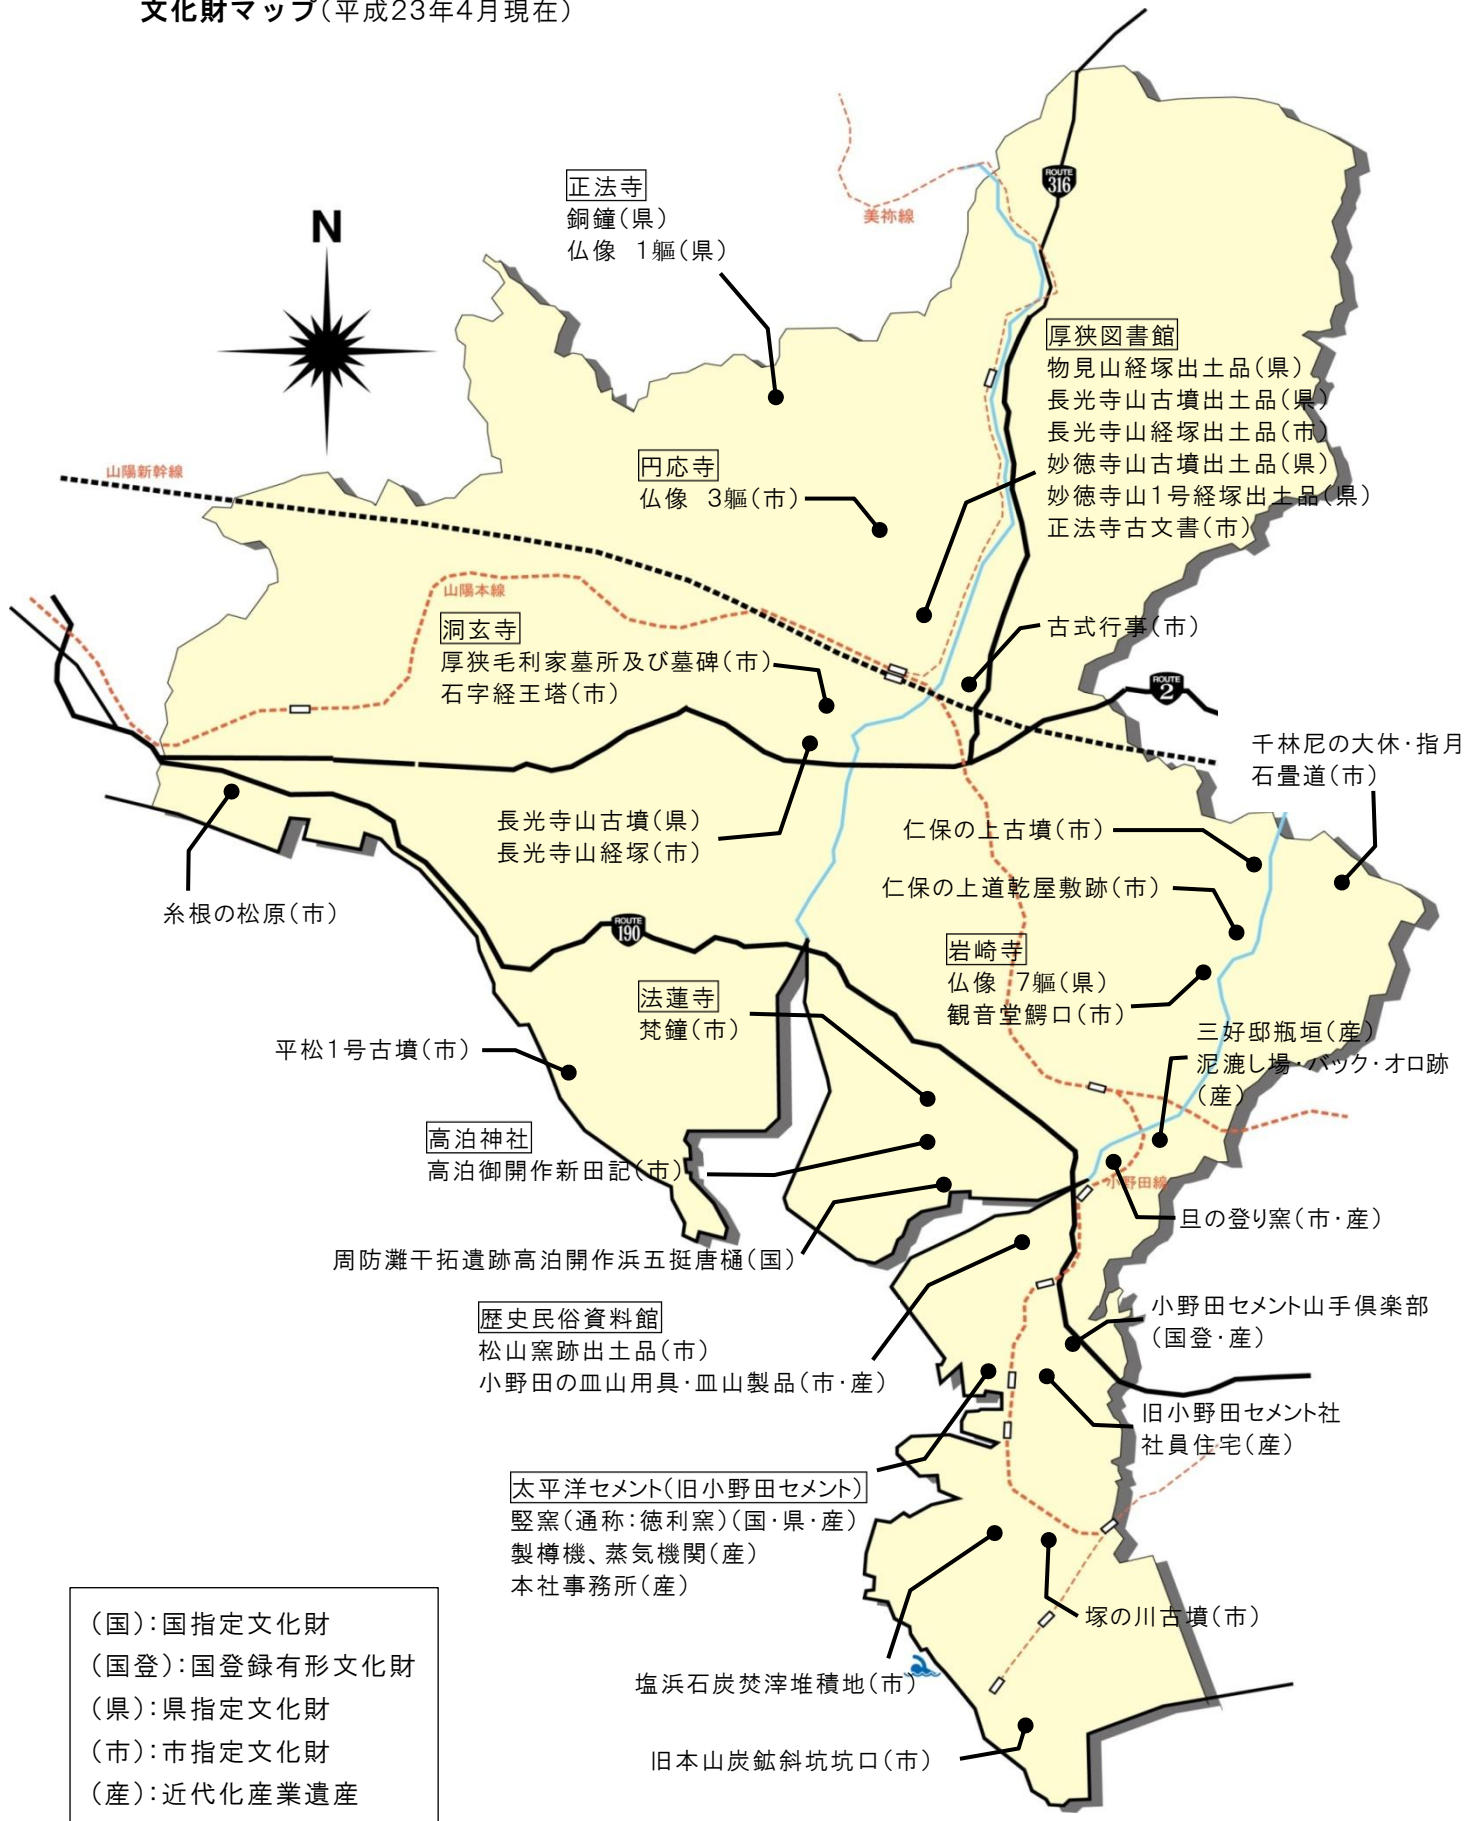 文化財マップ(平成23年4月現在)
N
ROUTE
316
美祢線
正法寺
銅鐘(県)
仏像 1軀(県)
厚狭図書館
物見山経塚出土品(県)
長光寺山古墳出土品(県)
長光寺山経塚出土品(市)
妙徳寺山古墳出土品(県)
妙徳寺山1号経塚出土品(県)
正法寺古文書(市)
円応寺
仏像 3軀(市)
山陽新幹線
山陽本線
洞玄寺
厚狭毛利家墓所及び墓碑(市)
石字経王塔(市)
古式行事(市)
ROUTE
2
千林尼の大休・指月
石畳道(市)
長光寺山古墳(県)
長光寺山経塚(市)
仁保の上古墳(市)
仁保の上道乾屋敷跡(市)
糸根の松原(市)
ROUTE
190
岩崎寺
仏像 7軀(県)
観音堂鰐口(市)
法蓮寺
梵鐘(市)
三好邸瓶垣(産)
泥漉し場・バック・オロ跡
(産)
平松1号古墳(市)
高泊神社
高泊御開作新田記(市)
小野田線
旦の登り窯(市・産)
周防灘干拓遺跡高泊開作浜五挺唐樋(国)
歴史民俗資料館
松山窯跡出土品(市)
小野田の皿山用具・皿山製品(市・産)
小野田セメント山手倶楽部
(国登・産)
旧小野田セメント社
社員住宅(産)
太平洋セメント(旧小野田セメント)
竪窯(通称:徳利窯)(国・県・産)
製樽機、蒸気機関(産)
本社事務所(産)
塚の川古墳(市)
塩浜石炭焚滓堆積地(市)
旧本山炭鉱斜坑坑口(市)
(国):国指定文化財
(国登):国登録有形文化財
(県):県指定文化財
(市):市指定文化財
(産):近代化産業遺産